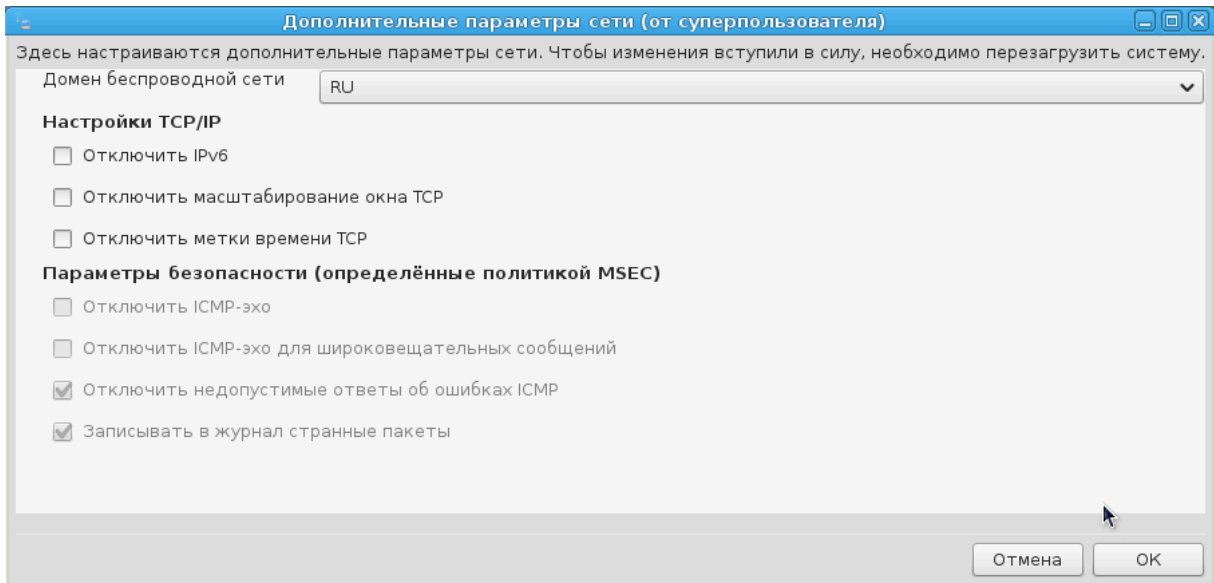 Дополнительные параметры сети (от суперпользователя)
Здесь настраиваются дополнительные параметры сети. Чтобы изменения вступили в силу, необходимо перезагрузить систему.
Домен беспроводной сети RU
Настройки TCP/IP
Отключить IPv6
Отключить масштабирование окна TCP
Отключить метки времени TCP
Параметры безопасности (определённые политикой MSEC)
Отключить ICMP-эхо
Отключить ICMP-эхо для широковещательных сообщений
Отключить недопустимые ответы об ошибках ICMP
Записывать в журнал странные пакеты
Отмена OK